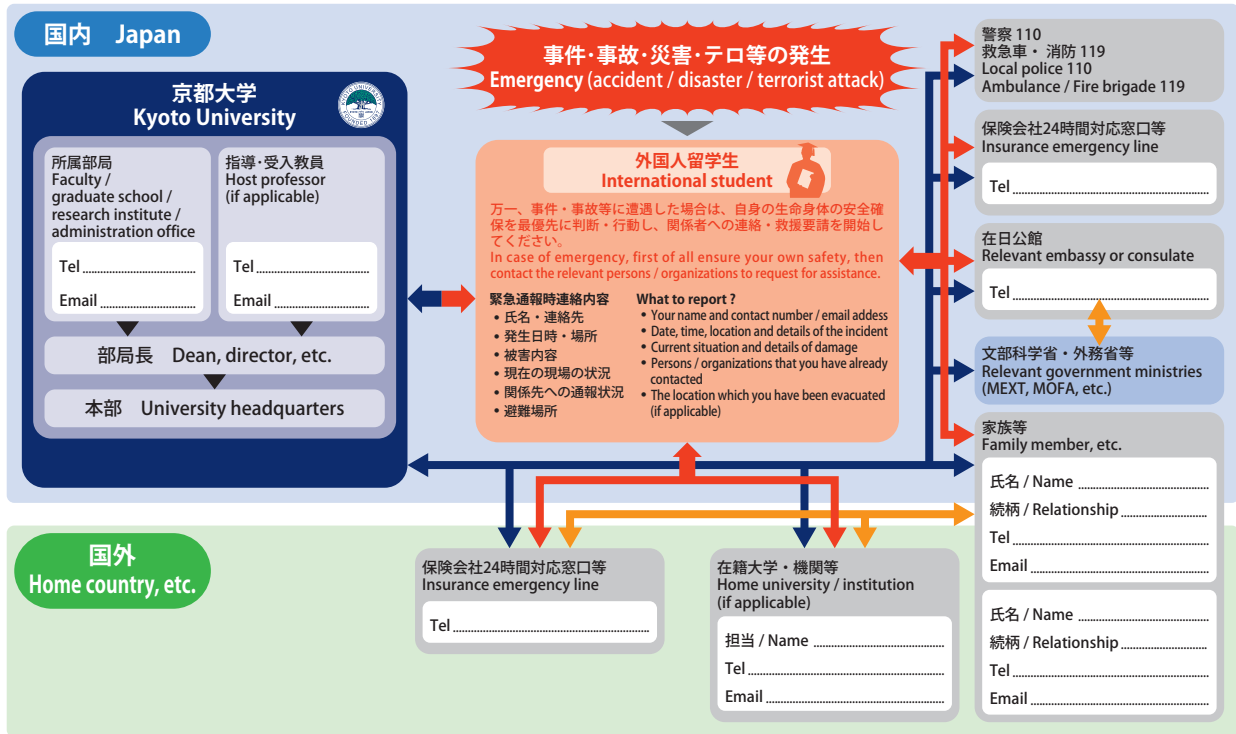 国内 Japan
事件・事故・災害・テロ等の発生
Emergency (accident / disaster / terrorist attack)
京都大学
Kyoto University
KYOTO UNIVERSITY
FOUNDED 1897
所属部局
Faculty /
graduate school /
research institute /
administration office
Tel
Email
指導・受入教員
Host professor
(if applicable)
Tel
Email
部局長 Dean, director, etc.
本部 University headquarters
外国人留学生
International student
万一、事件・事故等に遭遇した場合は、自身の生命身体の安全確
保を最優先に判断・行動し、関係者への連絡・救援要請を開始し
てください。
In case of emergency, first of all ensure your own safety, then
contact the relevant persons / organizations to request for assistance.
緊急通報時連絡内容
• 氏名・連絡先
• 発生日時・場所
• 被害内容
• 現在の現場の状況
• 関係先への通報状況
• 避難場所
What to report ?
• Your name and contact number / email addess
• Date, time, location and details of the incident
• Current situation and details of damage
• Persons / organizations that you have already
contacted
• The location which you have been evacuated
(if applicable)
警察 110
救急車・ 消防 119
Local police 110
Ambulance / Fire brigade 119
保険会社24時間対応窓口等
Insurance emergency line
Tel
在日公館
Relevant embassy or consulate
Tel
文部科学省・外務省等
Relevant government ministries
(MEXT, MOFA, etc.)
家族等
Family member, etc.
氏名 / Name
続柄 / Relationship
Tel
Email
氏名 / Name
続柄 / Relationship
Tel
Email
国外
Home country, etc.
保険会社24時間対応窓口等
Insurance emergency line
Tel
在籍大学・機関等
Home university / institution
(if applicable)
担当 / Name
Tel
Email